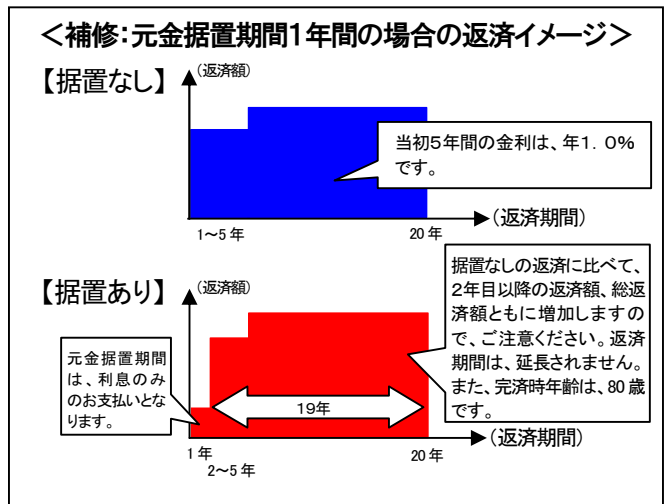 ＜補修：元金据置期間1年間の場合の返済イメージ＞
【据置なし】
（返済額）
当初5年間の金利は、年1．0％
です。
（返済期間）
1～5年
20年
【据置あり】
（返済額）
据置なしの返済に比べて、
2年目以降の返済額、総返
済額ともに増加しますの
で、ご注意ください。返済
期間は、延長されません。
また、完済時年齢は、80歳
です。
元金据置期間
は、利息のみ
のお支払いとな
ります。
19年
（返済期間）
1年
2～5年
20年